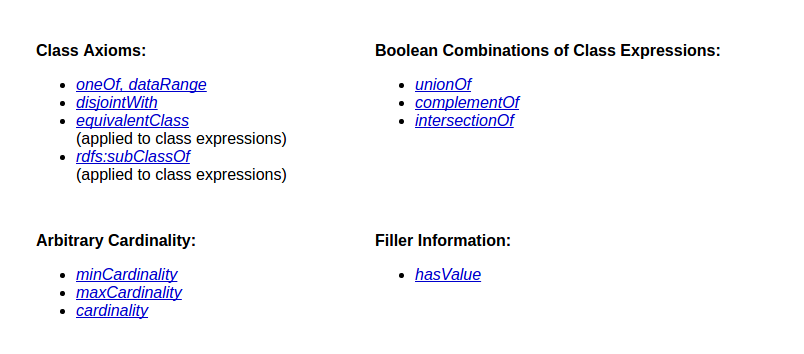 Class Axioms:
oneOf, dataRange
disjointWith
equivalentClass
(applied to class expressions)
rdfs:subClassOf
(applied to class expressions)
Boolean Combinations of Class Expressions:
unionOf
complementOf
intersectionOf
Arbitrary Cardinality:
minCardinality
maxCardinality
cardinality
Filler Information:
hasValue